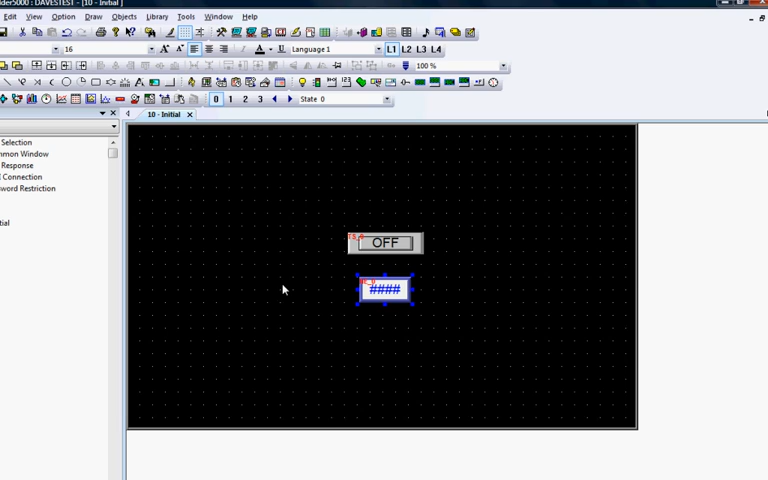 lder5000 : DAVESTEST - [10 - Initial ]
Edit View Option Draw Objects Library Tools Window Help
16 Language 1 L1 L2 L3 L4
100 %
0 1 2 3 State 0
10 - Initial
Selection
mmon Window
Response
Connection
word Restriction
tial
OFF
####